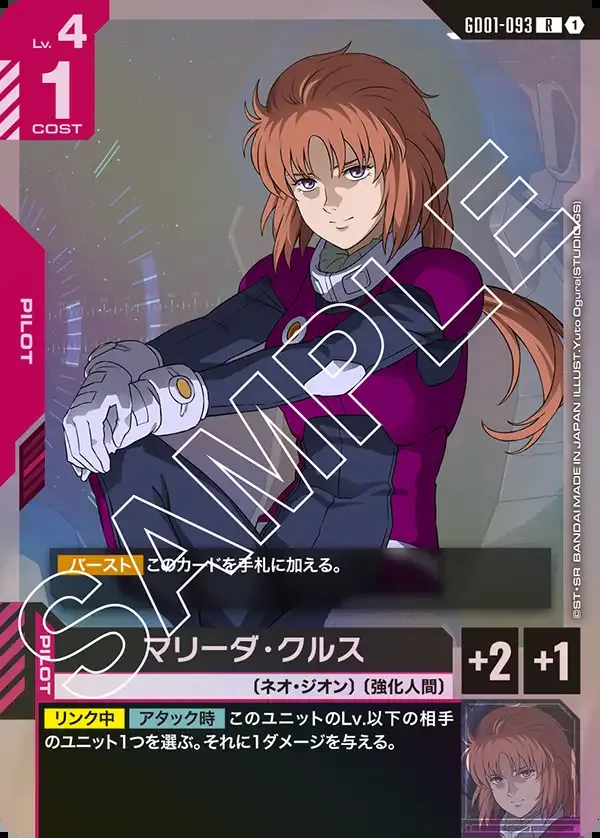 GD01-093 R 1
Lv. 4
1
COST
PILOT
SAMPLE
©ST・SR BANDAI MADE IN JAPAN ILLUST.Yuto Ogura(STUDIO GS)
バースト このカードを手札に加える。
PILOT
マリーダ・クルス
+2 +1
〔ネオ・ジオン〕〔強化人間〕
リンク中 アタック時 このユニットのLv.以下の相手
のユニット1つを選ぶ。それに1ダメージを与える。